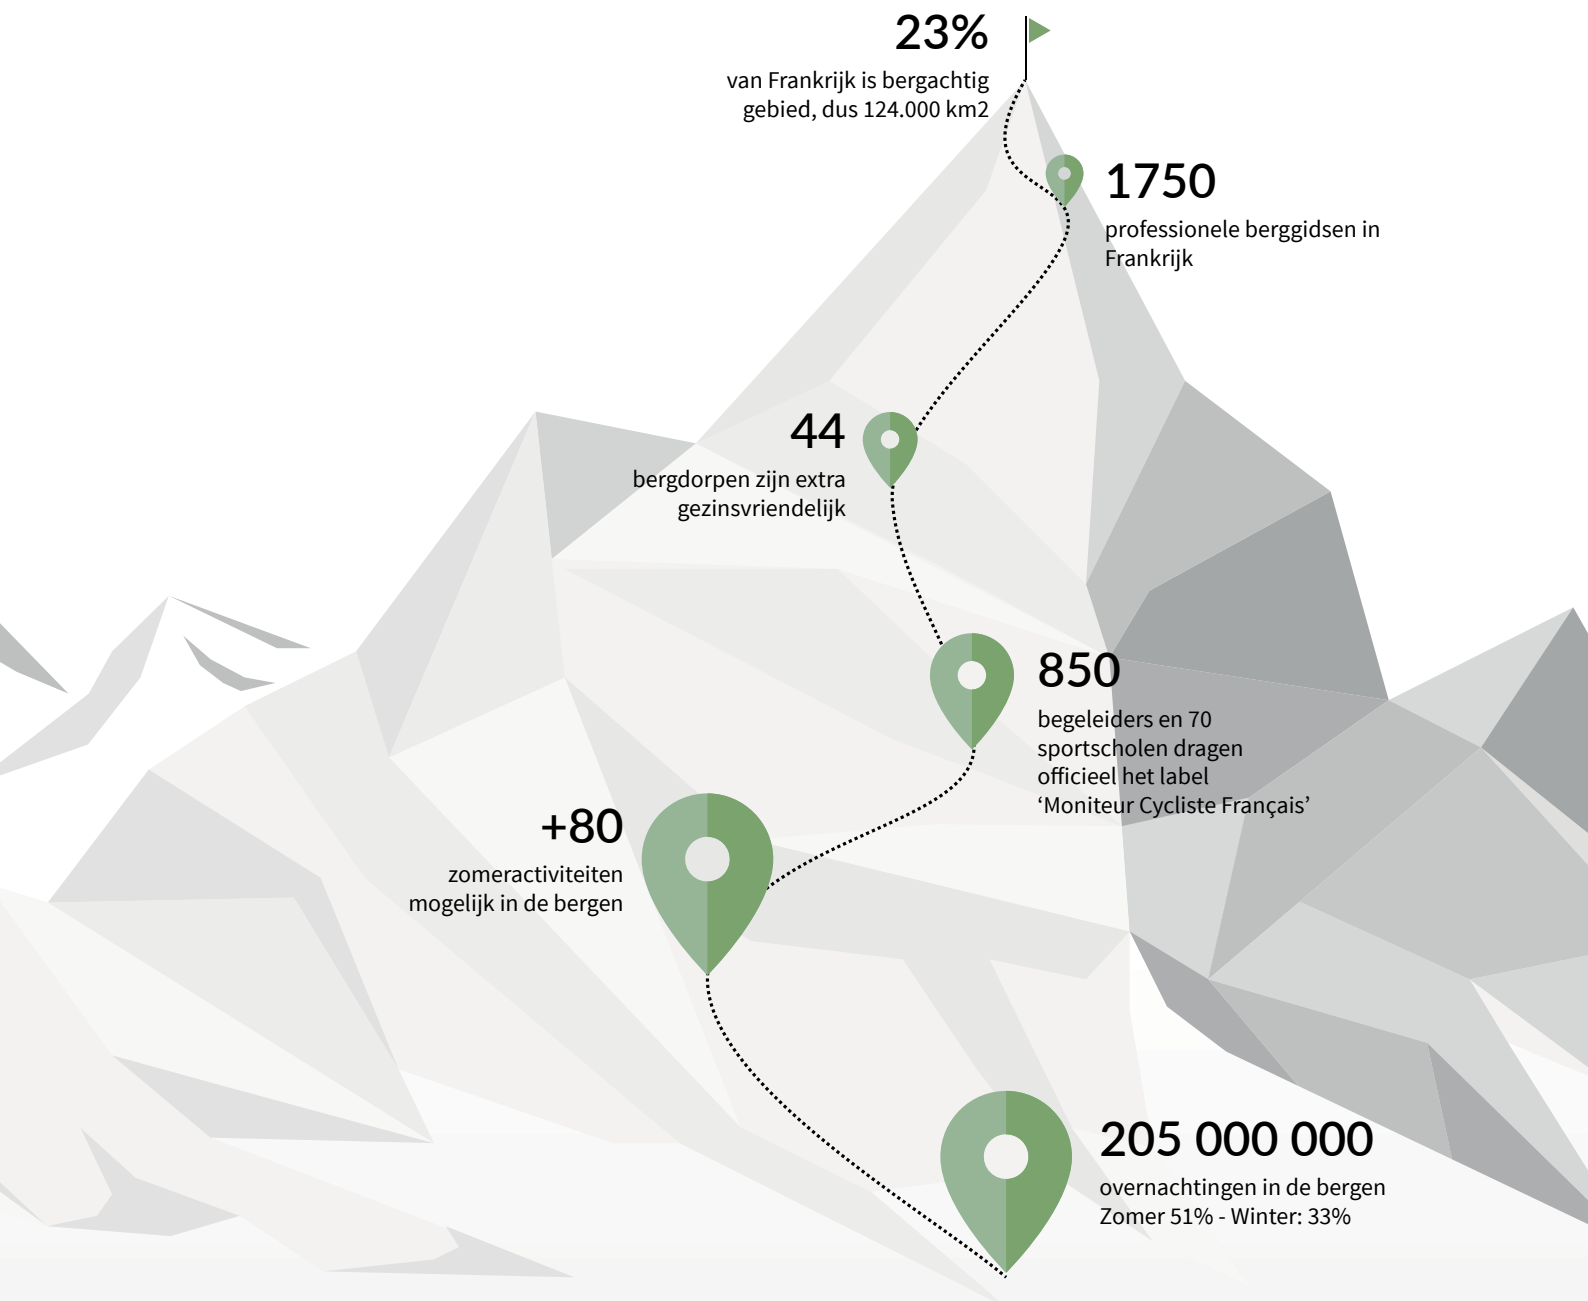 23%
van Frankrijk is bergachtig
gebied, dus 124.000 km2
1750
professionele berggidsen in
Frankrijk
44
bergdorpen zijn extra
gezinsvriendelijk
850
begeleiders en 70
sportscholen dragen
officieel het label
‘Moniteur Cycliste Français’
+80
zomeractiviteiten
mogelijk in de bergen
205 000 000
overnachtingen in de bergen
Zomer 51% - Winter: 33%